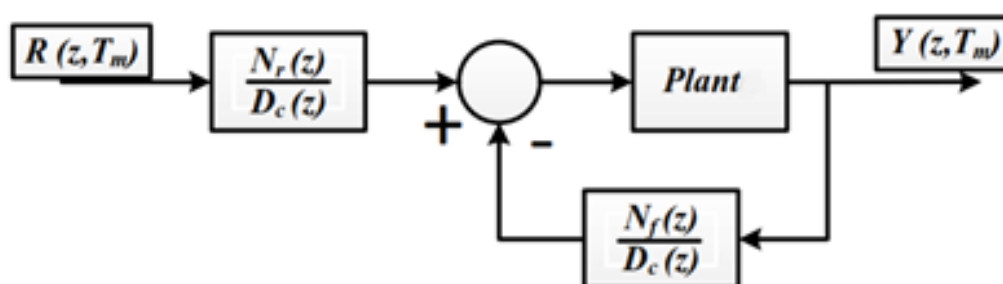 R (z,Tm)
Nr (z)
Dc (z)
+
-
Plant
Y (z,Tm)
Nf (z)
Dc (z)